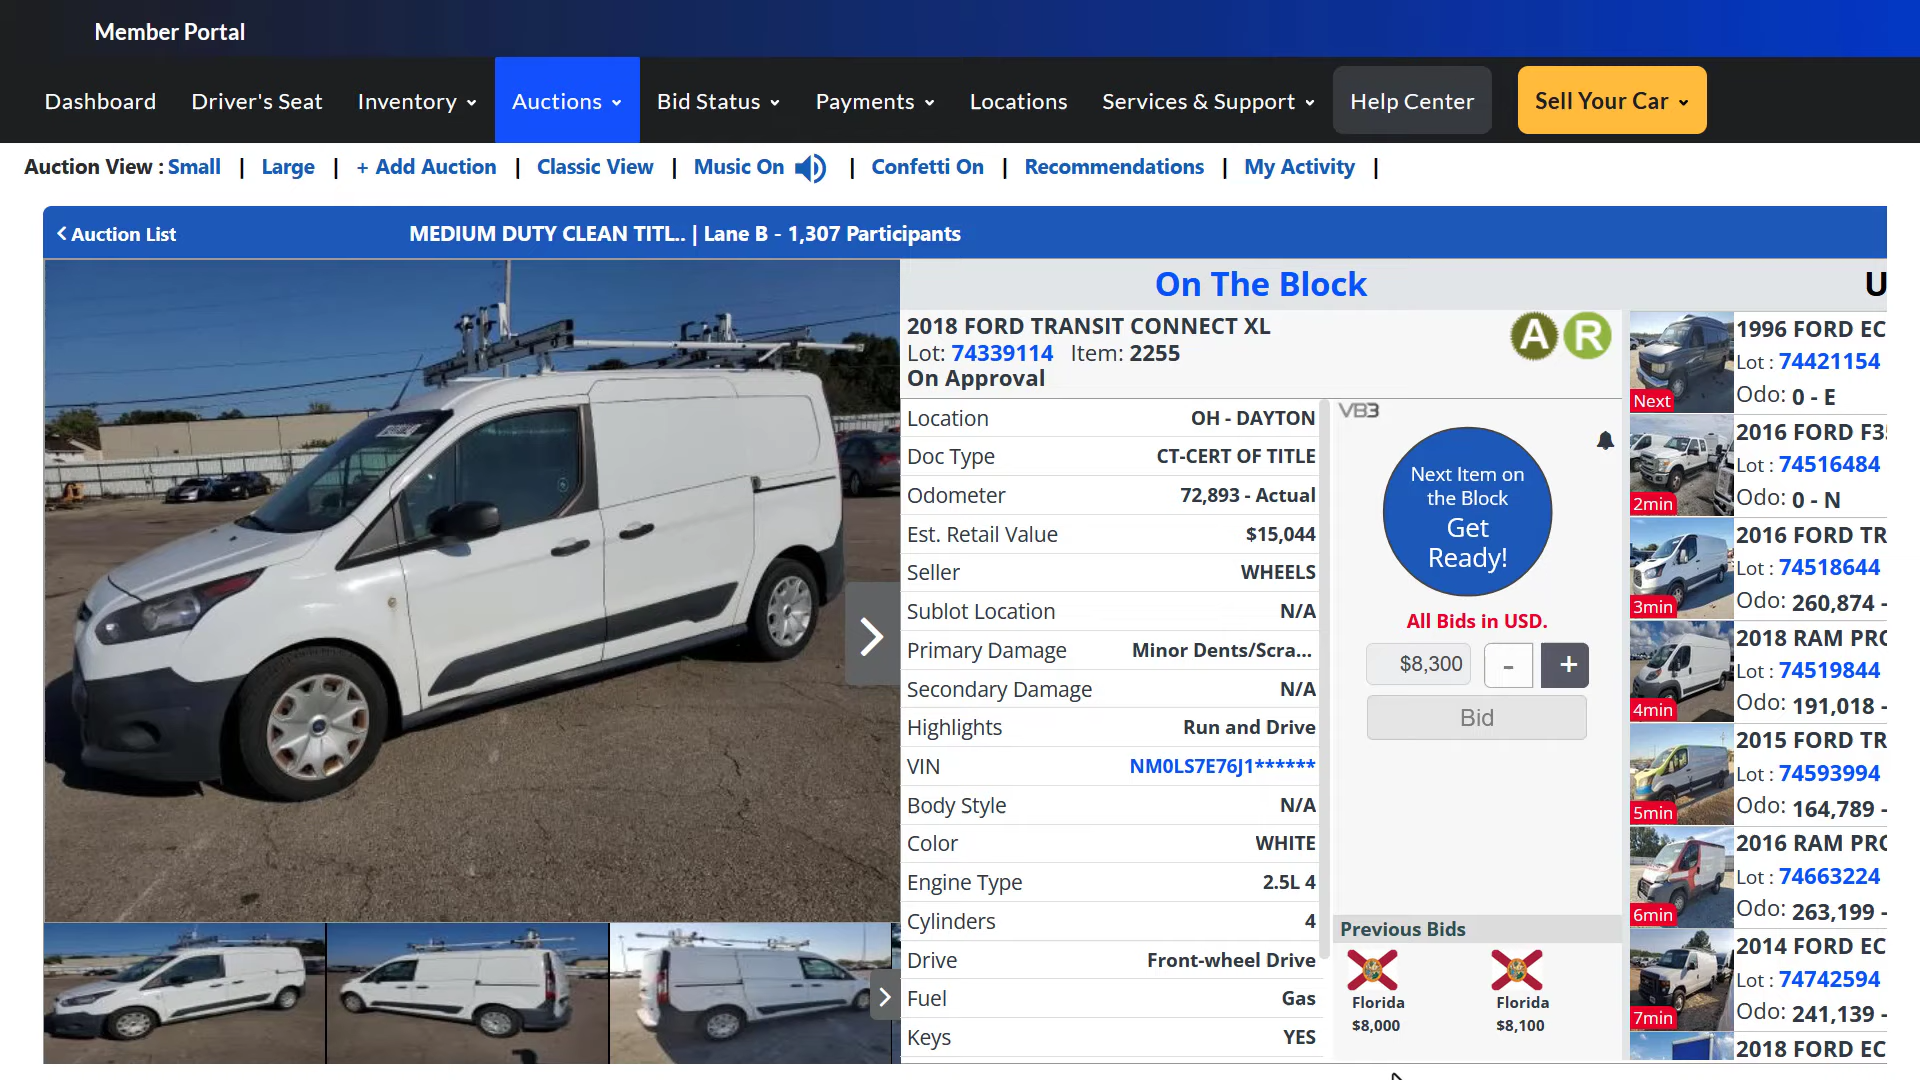 Member Portal
Dashboard Driver's Seat Inventory Auctions Bid Status Payments Locations Services & Support Help Center Sell Your Car
Auction View : Small | Large | + Add Auction | Classic View | Music On | Confetti On | Recommendations | My Activity |
Auction List
MEDIUM DUTY CLEAN TITL.. | Lane B - 1,307 Participants
On The Block
2018 FORD TRANSIT CONNECT XL
Lot: 74339114 Item: 2255
On Approval
A R
Location OH - DAYTON
Doc Type CT-CERT OF TITLE
Odometer 72,893 - Actual
Est. Retail Value $15,044
Seller WHEELS
Sublot Location N/A
Primary Damage Minor Dents/Scra...
Secondary Damage N/A
Highlights Run and Drive
VIN NM0LS7E76J1******
Body Style N/A
Color WHITE
Engine Type 2.5L 4
Cylinders 4
Drive Front-wheel Drive
Fuel Gas
Keys YES
VB3
Next Item on
the Block
Get
Ready!
All Bids in USD.
$8,300 - +
Bid
Previous Bids
Florida
$8,000
Florida
$8,100
U
1996 FORD EC
Lot : 74421154
Odo: 0 - E
Next
2016 FORD F3
Lot : 74516484
Odo: 0 - N
2min
2016 FORD TR
Lot : 74518644
Odo: 260,874 -
3min
2018 RAM PRO
Lot : 74519844
Odo: 191,018 -
4min
2015 FORD TR
Lot : 74593994
Odo: 164,789 -
5min
2016 RAM PRO
Lot : 74663224
Odo: 263,199 -
6min
2014 FORD EC
Lot : 74742594
Odo: 241,139 -
7min
2018 FORD EC